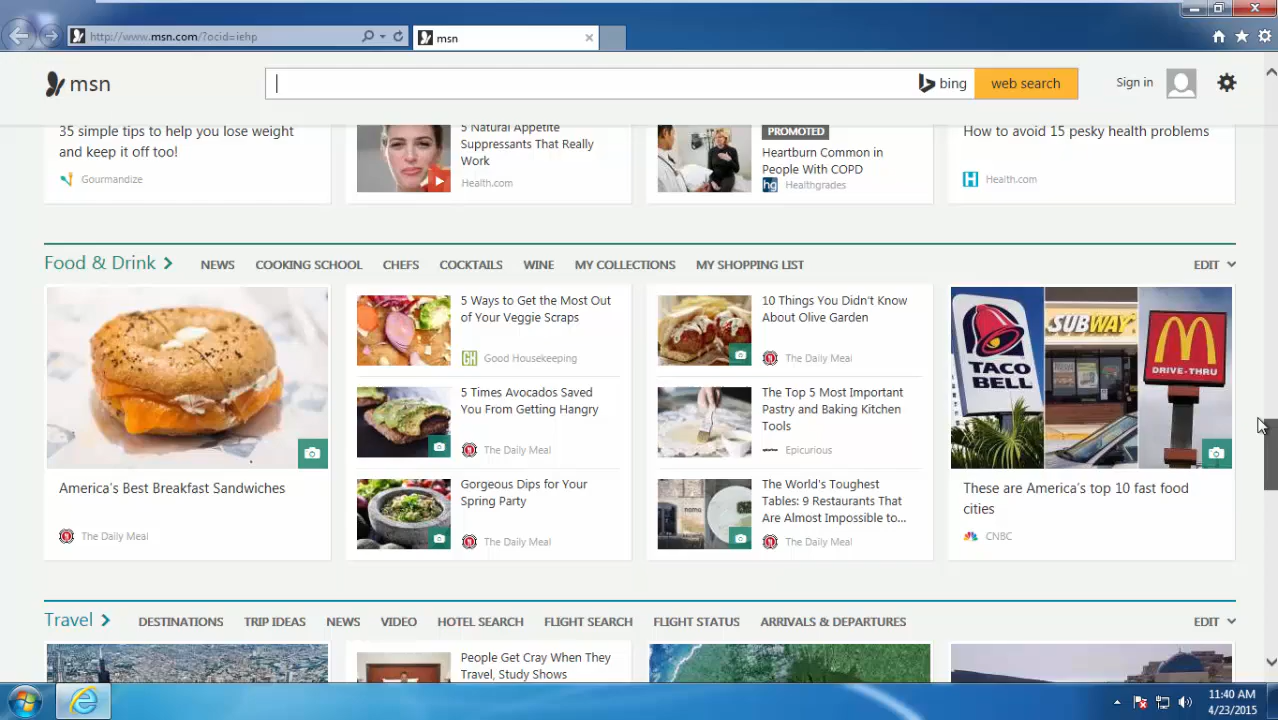 http://www.msn.com/?ocid=iehp
msn
msn
bing
web search
Sign in
35 simple tips to help you lose weight
and keep it off too!
Gourmandize
5 Natural Appetite
Suppressants That Really
Work
Health.com
PROMOTED
Heartburn Common in
People With COPD
hg Healthgrades
How to avoid 15 pesky health problems
H Health.com
Food & Drink
NEWS
COOKING SCHOOL
CHEFS
COCKTAILS
WINE
MY COLLECTIONS
MY SHOPPING LIST
EDIT
America's Best Breakfast Sandwiches
The Daily Meal
5 Ways to Get the Most Out
of Your Veggie Scraps
GH Good Housekeeping
5 Times Avocados Saved
You From Getting Hangry
The Daily Meal
Gorgeous Dips for Your
Spring Party
The Daily Meal
10 Things You Didn't Know
About Olive Garden
The Daily Meal
The Top 5 Most Important
Pastry and Baking Kitchen
Tools
Epicurious
The World's Toughest
Tables: 9 Restaurants That
Are Almost Impossible to...
The Daily Meal
noma
TACO
BELL
SUBWAY
DRIVE-THRU
These are America's top 10 fast food
cities
CNBC
Travel
DESTINATIONS
TRIP IDEAS
NEWS
VIDEO
HOTEL SEARCH
FLIGHT SEARCH
FLIGHT STATUS
ARRIVALS & DEPARTURES
EDIT
People Get Cray When They
Travel, Study Shows
11:40 AM
4/23/2015